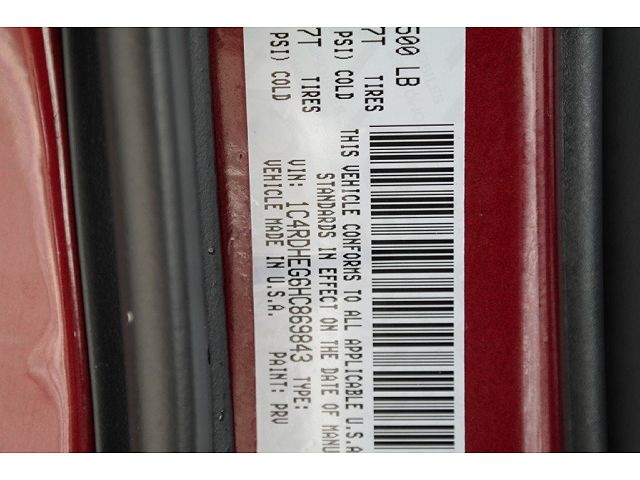 500 LB
7T TIRES
PSI) COLD
7T TIRES
PSI) COLD
THIS VEHICLE CONFORMS TO ALL APPLICABLE U.S.A
STANDARDS IN EFFECT ON THE DATE OF MANU
VIN: 1C4RDHEG6HC869843 TYPE:
VEHICLE MADE IN U.S.A. PAINT: PRV